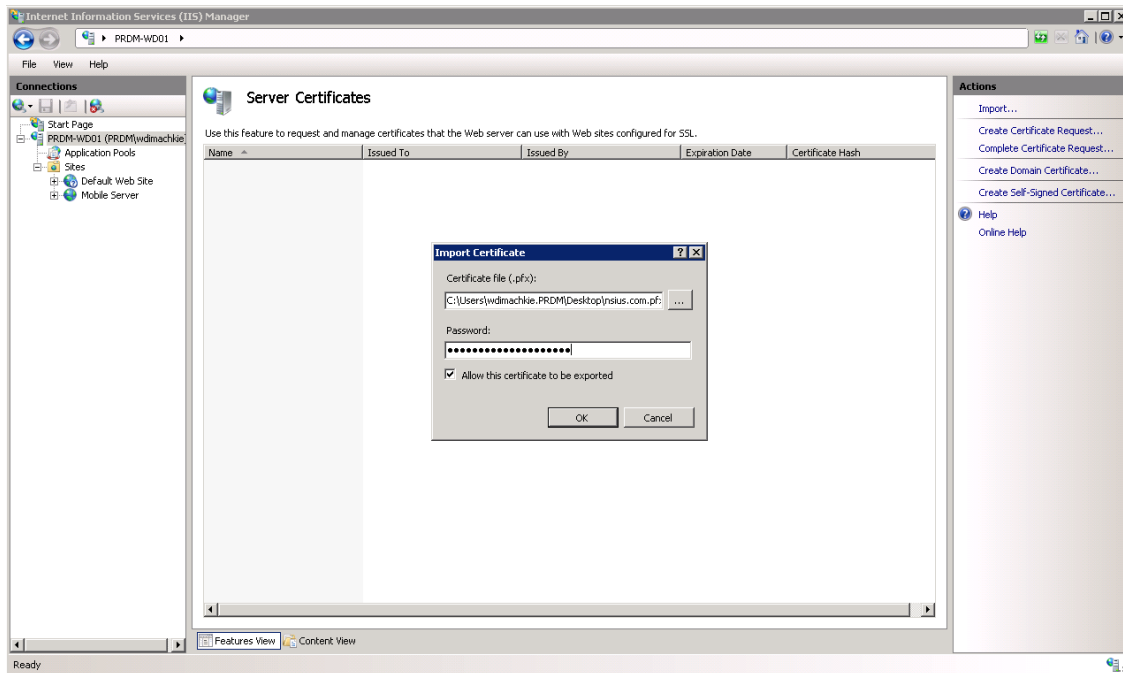 Internet Information Services (IIS) Manager
PRDM-WD01
File View Help
Connections
Start Page
PRDM-WD01 (PRDM\wdimachkie
Application Pools
Sites
Default Web Site
Mobile Server
Server Certificates
Use this feature to request and manage certificates that the Web server can use with Web sites configured for SSL.
Name Issued To Issued By Expiration Date Certificate Hash
Import Certificate
Certificate file (.pfx):
C:\Users\wdimachkie.PRDM\Desktop\nsius.com.pf
...
Password:
••••••••••••••••••••
Allow this certificate to be exported
OK Cancel
Features View Content View
Ready
Actions
Import...
Create Certificate Request...
Complete Certificate Request...
Create Domain Certificate...
Create Self-Signed Certificate...
Help
Online Help